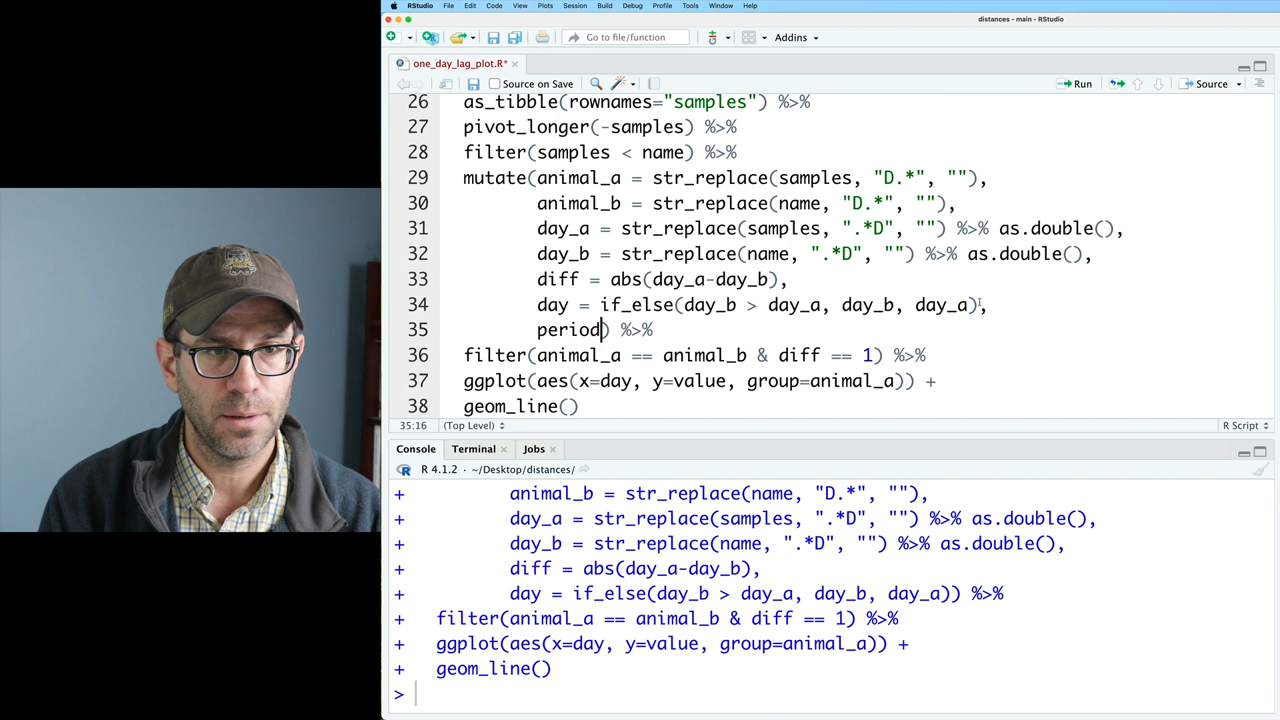 RStudio File Edit Code View Plots Session Build Debug Profile Tools Window Help
distances - main - RStudio
Go to file/function Addins
one_day_lag_plot.R*
Source on Save Run Source
26 as_tibble(rownames="samples") %>%
27 pivot_longer(-samples) %>%
28 filter(samples < name) %>%
29 mutate(animal_a = str_replace(samples, "D.*", ""),
30 animal_b = str_replace(name, "D.*", ""),
31 day_a = str_replace(samples, ".*D", "") %>% as.double(),
32 day_b = str_replace(name, ".*D", "") %>% as.double(),
33 diff = abs(day_a-day_b),
34 day = if_else(day_b > day_a, day_b, day_a),
35 period) %>%
36 filter(animal_a == animal_b & diff == 1) %>%
37 ggplot(aes(x=day, y=value, group=animal_a)) +
38 geom_line()
35:16 (Top Level) R Script
Console Terminal Jobs
R 4.1.2 · ~/Desktop/distances/
+ animal_b = str_replace(name, "D.*", ""),
+ day_a = str_replace(samples, ".*D", "") %>% as.double(),
+ day_b = str_replace(name, ".*D", "") %>% as.double(),
+ diff = abs(day_a-day_b),
+ day = if_else(day_b > day_a, day_b, day_a)) %>%
+ filter(animal_a == animal_b & diff == 1) %>%
+ ggplot(aes(x=day, y=value, group=animal_a)) +
+ geom_line()
>